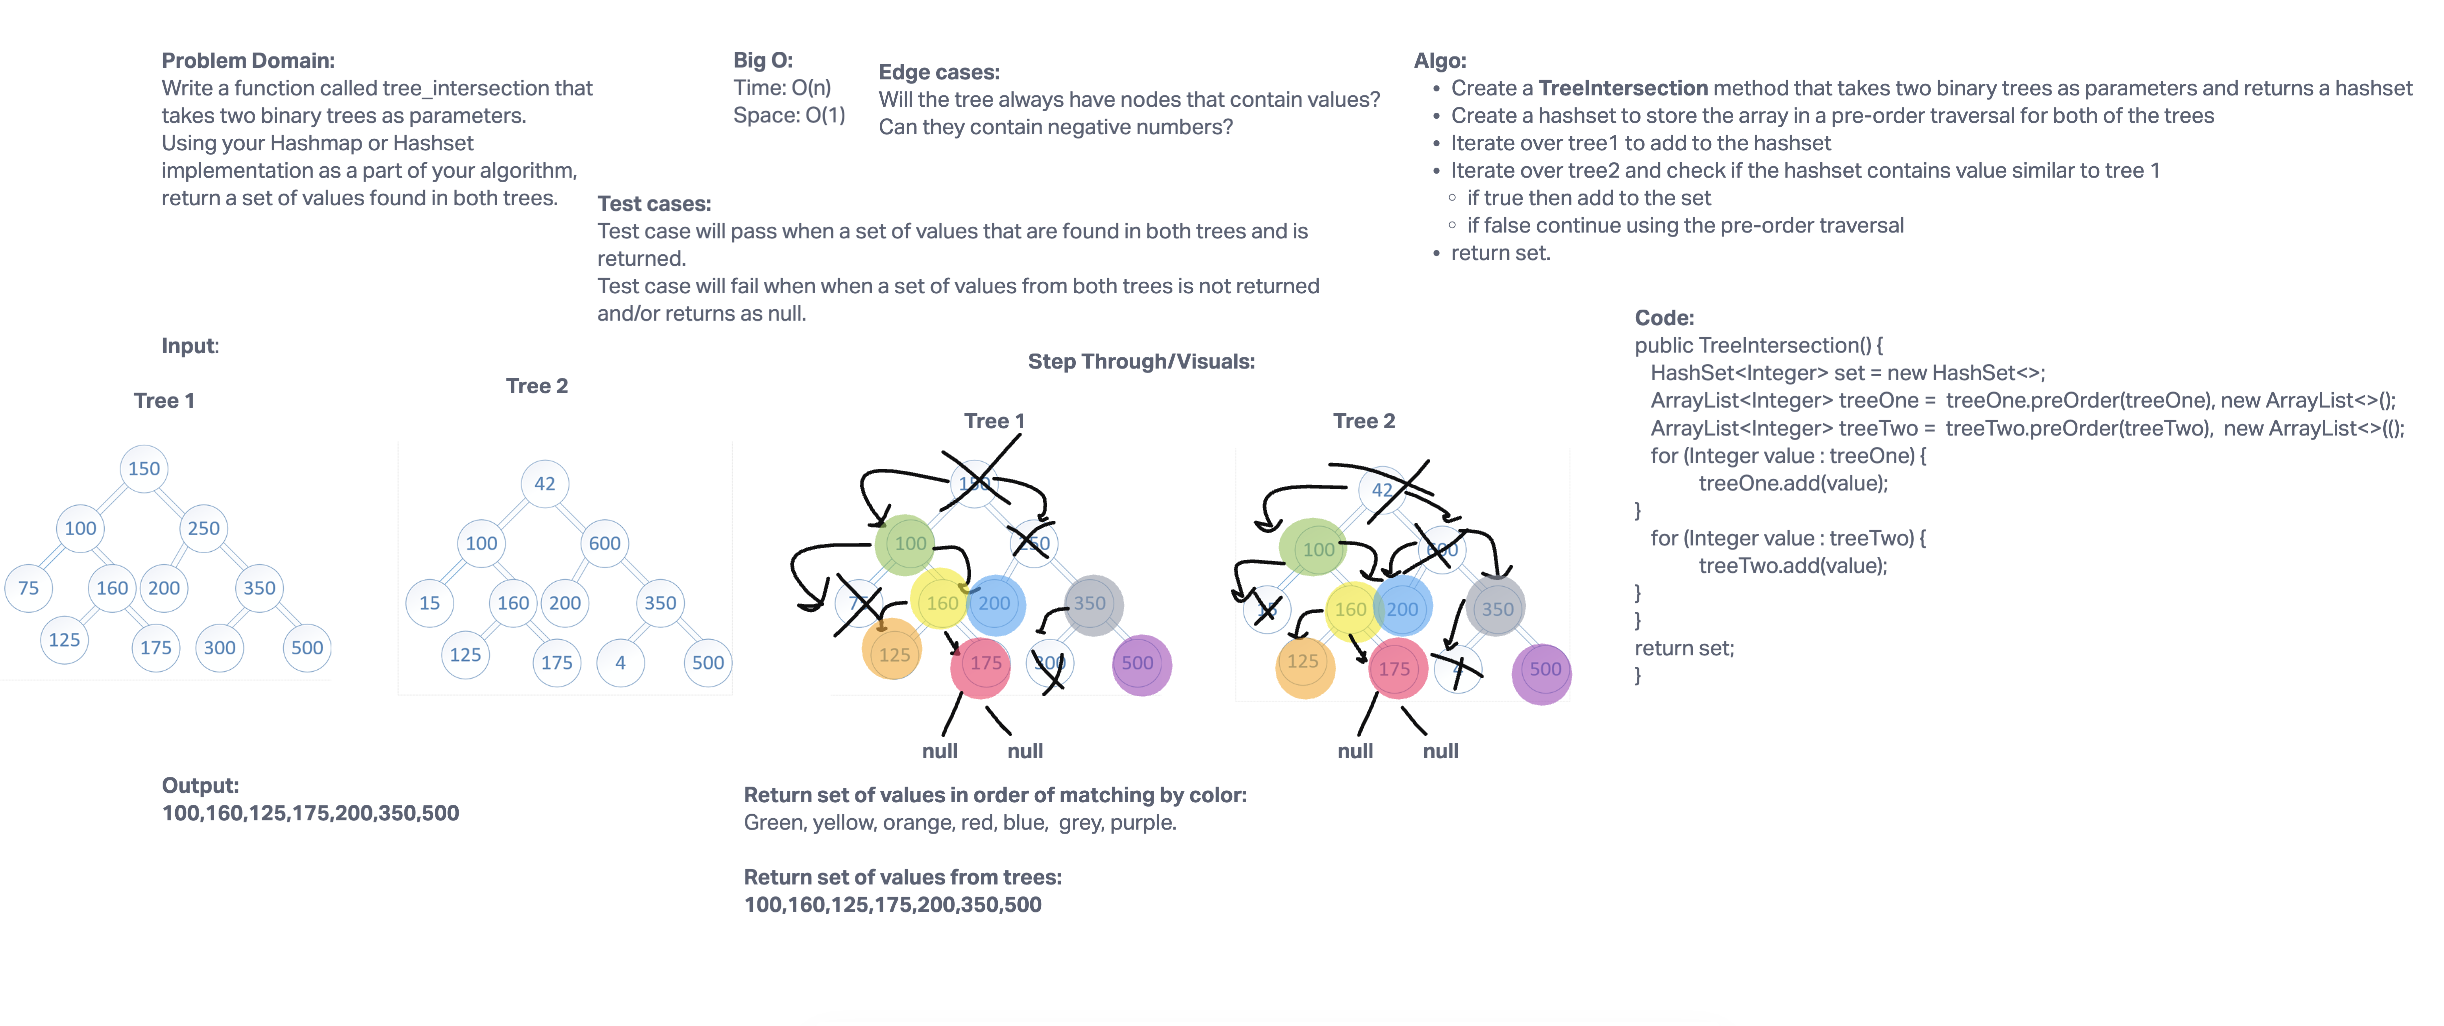 Problem Domain:
Write a function called tree_intersection that
takes two binary trees as parameters.
Using your Hashmap or Hashset
implementation as a part of your algorithm,
return a set of values found in both trees.
Big O:
Time: O(n)
Space: O(1)
Edge cases:
Will the tree always have nodes that contain values?
Can they contain negative numbers?
Test cases:
Test case will pass when a set of values that are found in both trees and is
returned.
Test case will fail when when a set of values from both trees is not returned
and/or returns as null.
Algo:
• Create a TreeIntersection method that takes two binary trees as parameters and returns a hashset
• Create a hashset to store the array in a pre-order traversal for both of the trees
• Iterate over tree1 to add to the hashset
• Iterate over tree2 and check if the hashset contains value similar to tree 1
◦ if true then add to the set
◦ if false continue using the pre-order traversal
• return set.
Input:
Tree 1
150
100 250
75 160 200 350
125 175 300 500
Tree 2
42
100 600
15 160 200 350
125 175 4 500
Step Through/Visuals:
Tree 1
150
100 250
75 160 200 350
125 175 300 500
null null
Tree 2
42
100 600
15 160 200 350
125 175 4 500
null null
Code:
public TreeIntersection() {
HashSet<Integer> set = new HashSet<>;
ArrayList<Integer> treeOne = treeOne.preOrder(treeOne), new ArrayList<>();
ArrayList<Integer> treeTwo = treeTwo.preOrder(treeTwo), new ArrayList<>(();
for (Integer value : treeOne) {
treeOne.add(value);
}
for (Integer value : treeTwo) {
treeTwo.add(value);
}
}
return set;
}
Output:
100,160,125,175,200,350,500
Return set of values in order of matching by color:
Green, yellow, orange, red, blue, grey, purple.
Return set of values from trees:
100,160,125,175,200,350,500